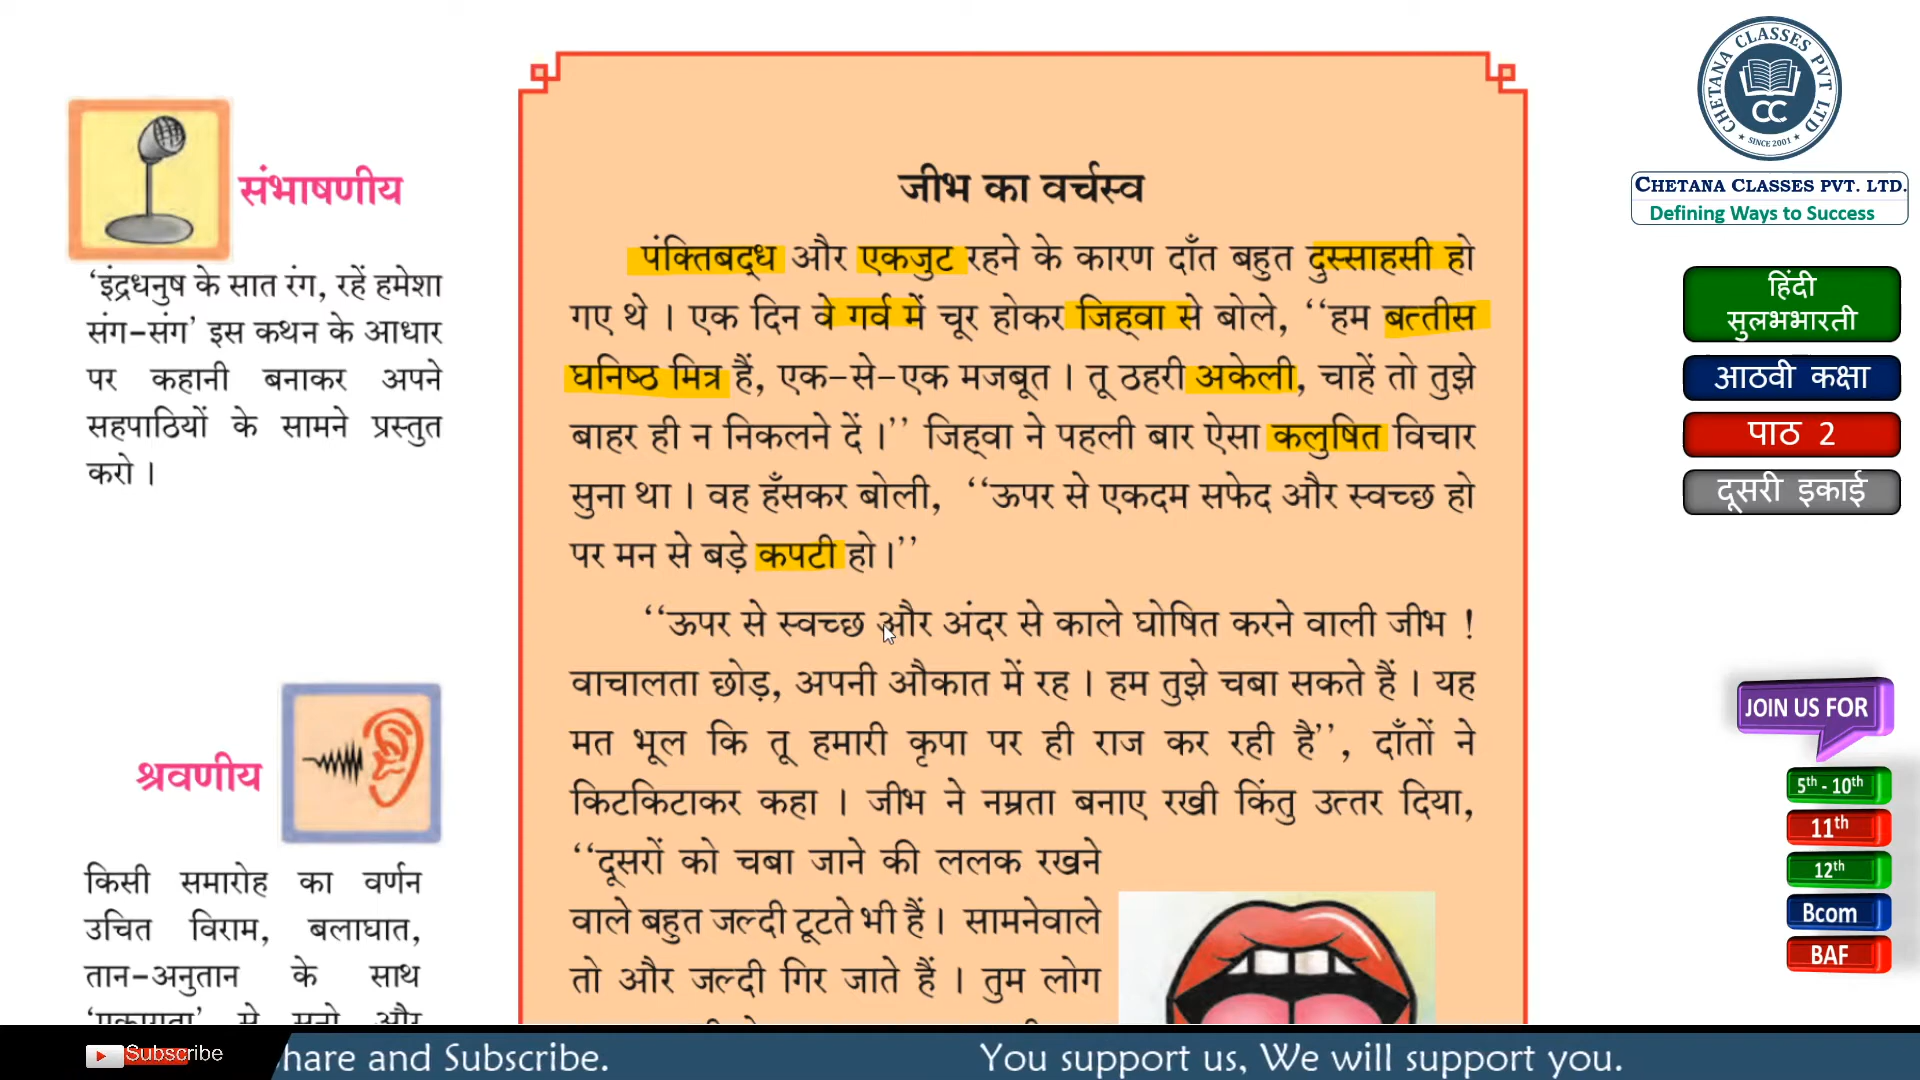 संभाषणीय
‘इंद्रधनुष के सात रंग, रहें हमेशा
संग-संग’ इस कथन के आधार
पर कहानी बनाकर अपने
सहपाठियों के सामने प्रस्तुत
करो ।
श्रवणीय
किसी समारोह का वर्णन
उचित विराम, बलाघात,
तान-अनुतान के साथ
‘एकाग्रता’ से सुनो और
जीभ का वर्चस्व
पंक्तिबद्ध और एकजुट रहने के कारण दाँत बहुत दुस्साहसी हो
गए थे । एक दिन वे गर्व में चूर होकर जिह्वा से बोले, ‘‘हम बत्तीस
घनिष्ठ मित्र हैं, एक-से-एक मजबूत । तू ठहरी अकेली, चाहें तो तुझे
बाहर ही न निकलने दें ।’’ जिह्वा ने पहली बार ऐसा कलुषित विचार
सुना था । वह हँसकर बोली, ‘‘ऊपर से एकदम सफेद और स्वच्छ हो
पर मन से बड़े कपटी हो ।’’
‘‘ऊपर से स्वच्छ और अंदर से काले घोषित करने वाली जीभ !
वाचालता छोड़, अपनी औकात में रह । हम तुझे चबा सकते हैं । यह
मत भूल कि तू हमारी कृपा पर ही राज कर रही है’’, दाँतों ने
किटकिटाकर कहा । जीभ ने नम्रता बनाए रखी किंतु उत्तर दिया,
‘‘दूसरों को चबा जाने की ललक रखने
वाले बहुत जल्दी टूटते भी हैं । सामनेवाले
तो और जल्दी गिर जाते हैं । तुम लोग
CHETANA CLASSES PVT LTD
CC
SINCE 2001
CHETANA CLASSES PVT. LTD.
Defining Ways to Success
हिंदी
सुलभभारती
आठवी कक्षा
पाठ 2
दूसरी इकाई
JOIN US FOR
5th - 10th
11th
12th
Bcom
BAF
Subscribe
hare and Subscribe.
You support us, We will support you.